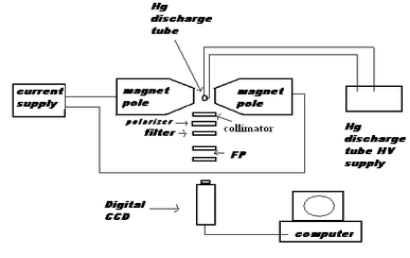 Hg
discharge
tube
current
supply
magnet
pole
magnet
pole
polarizer
filter
collimator
FP
Hg
discharge
tube HV
supply
Digital
CCD
computer